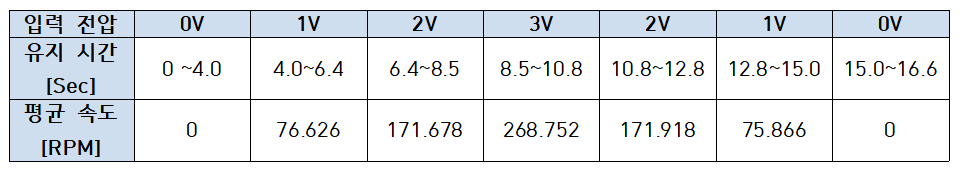 입력 전압 0V 1V 2V 3V 2V 1V 0V
유지 시간
[Sec] 0 ~4.0 4.0~6.4 6.4~8.5 8.5~10.8 10.8~12.8 12.8~15.0 15.0~16.6
평균 속도
[RPM] 0 76.626 171.678 268.752 171.918 75.866 0